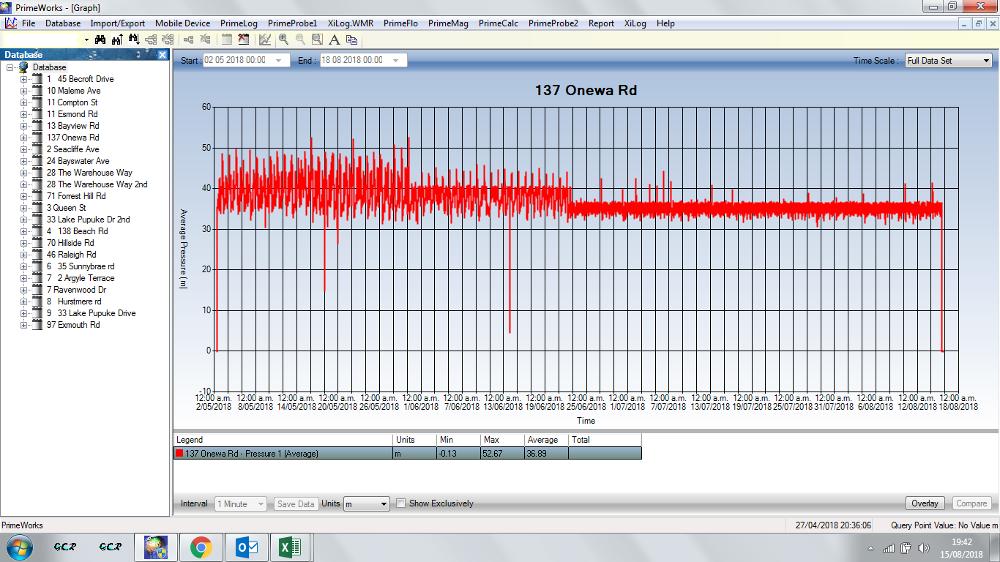 PrimeWorks - [Graph]
File Database Import/Export Mobile Device PrimeLog PrimeProbe1 XiLog.WMR PrimeFlo PrimeMag PrimeCalc PrimeProbe2 Report XiLog Help
Database
Database
1 45 Becroft Drive
10 Maleme Ave
11 Compton St
11 Esmond Rd
13 Bayview Rd
137 Onewa Rd
2 Seacliffe Ave
24 Bayswater Ave
28 The Warehouse Way
28 The Warehouse Way 2nd
71 Forrest Hill Rd
3 Queen St
33 Lake Pupuke Dr 2nd
4 138 Beach Rd
70 Hillside Rd
46 Raleigh Rd
6 35 Sunnybrae rd
7 2 Argyle Terrace
7 Ravenwood Dr
8 Hurstmere rd
9 33 Lake Pupuke Drive
97 Exmouth Rd
Start : 02 05 2018 00:00 End : 18 08 2018 00:00 Time Scale : Full Data Set
137 Onewa Rd
60
50
40
30
20
10
0
-10
Average Pressure [m]
12:00 a.m. 12:00 a.m. 12:00 a.m. 12:00 a.m. 12:00 a.m. 12:00 a.m. 12:00 a.m. 12:00 a.m. 12:00 a.m. 12:00 a.m. 12:00 a.m. 12:00 a.m. 12:00 a.m. 12:00 a.m. 12:00 a.m. 12:00 a.m. 12:00 a.m. 12:00 a.m. 12:00 a.m.
2/05/2018 8/05/2018 14/05/2018 20/05/2018 26/05/2018 1/06/2018 7/06/2018 13/06/2018 19/06/2018 25/06/2018 1/07/2018 7/07/2018 13/07/2018 19/07/2018 25/07/2018 31/07/2018 6/08/2018 12/08/2018 18/08/2018
Time
Legend Units Min Max Average Total
137 Onewa Rd - Pressure 1 (Average) m -0.13 52.67 36.89
Interval 1 Minute Save Data Units m Show Exclusively Overlay Compare
PrimeWorks 27/04/2018 20:36:06 Query Point Value: No Value m
GCR GCR
19:42
15/08/2018